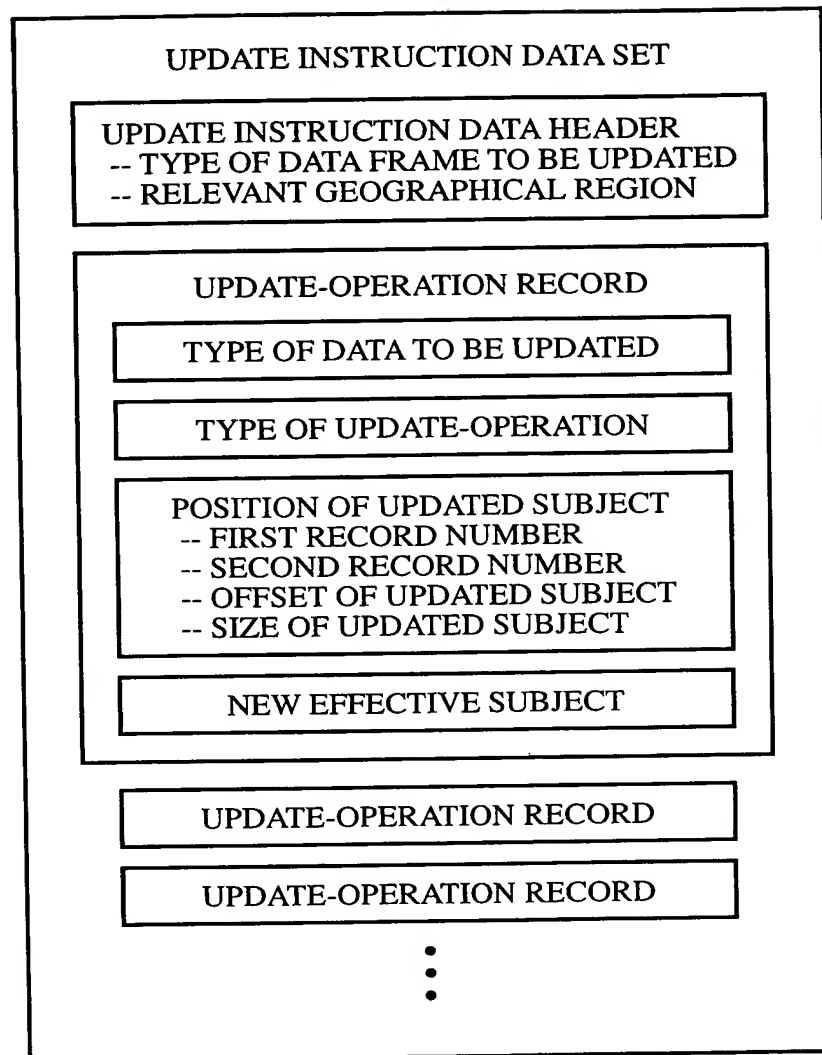 UPDATE INSTRUCTION DATA SET
UPDATE INSTRUCTION DATA HEADER
-- TYPE OF DATA FRAME TO BE UPDATED
-- RELEVANT GEOGRAPHICAL REGION
UPDATE-OPERATION RECORD
TYPE OF DATA TO BE UPDATED
TYPE OF UPDATE-OPERATION
POSITION OF UPDATED SUBJECT
-- FIRST RECORD NUMBER
-- SECOND RECORD NUMBER
-- OFFSET OF UPDATED SUBJECT
-- SIZE OF UPDATED SUBJECT
NEW EFFECTIVE SUBJECT
UPDATE-OPERATION RECORD
UPDATE-OPERATION RECORD